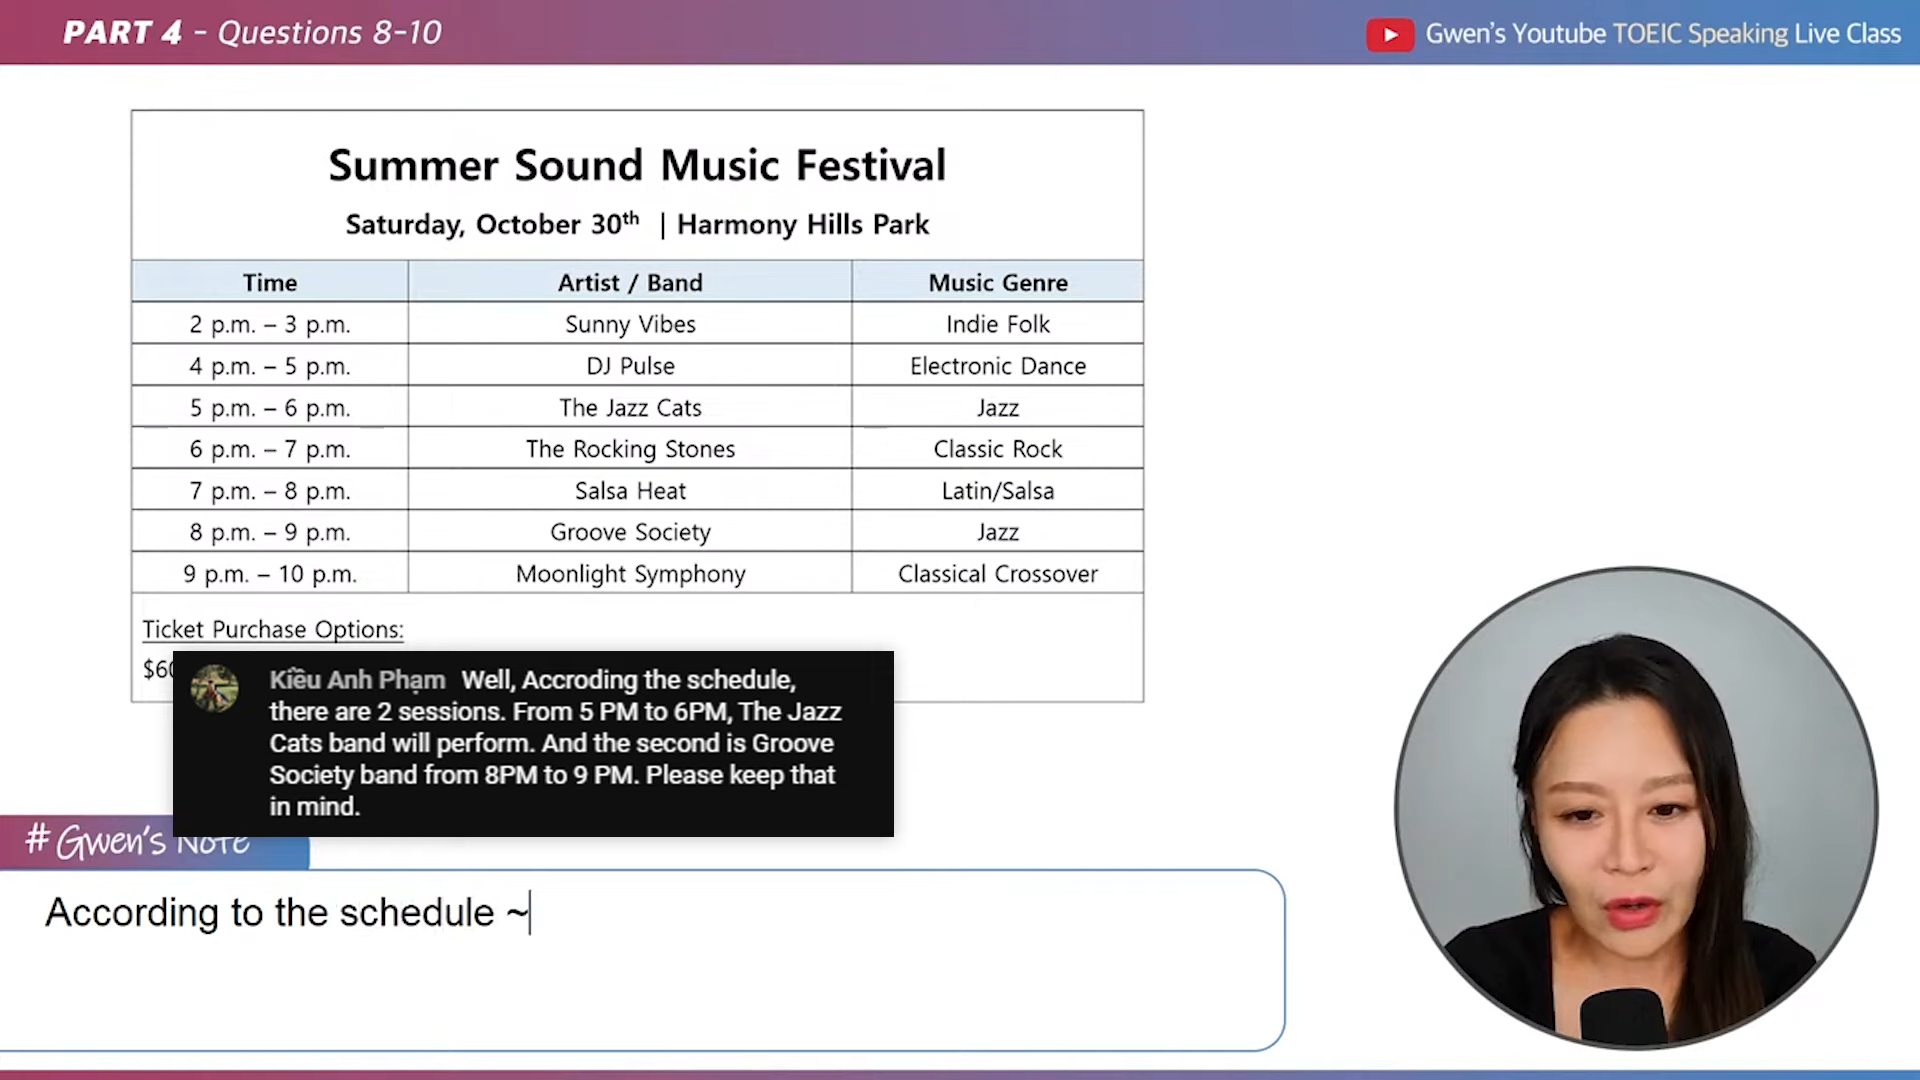 PART 4 - Questions 8-10
Gwen's Youtube TOEIC Speaking Live Class
Summer Sound Music Festival
Saturday, October 30th | Harmony Hills Park
Time Artist / Band Music Genre
2 p.m. – 3 p.m. Sunny Vibes Indie Folk
4 p.m. – 5 p.m. DJ Pulse Electronic Dance
5 p.m. – 6 p.m. The Jazz Cats Jazz
6 p.m. – 7 p.m. The Rocking Stones Classic Rock
7 p.m. – 8 p.m. Salsa Heat Latin/Salsa
8 p.m. – 9 p.m. Groove Society Jazz
9 p.m. – 10 p.m. Moonlight Symphony Classical Crossover
Ticket Purchase Options:
Kiều Anh Phạm Well, Accroding the schedule,
there are 2 sessions. From 5 PM to 6PM, The Jazz
Cats band will perform. And the second is Groove
Society band from 8PM to 9 PM. Please keep that
in mind.
# Gwen's Note
According to the schedule ~